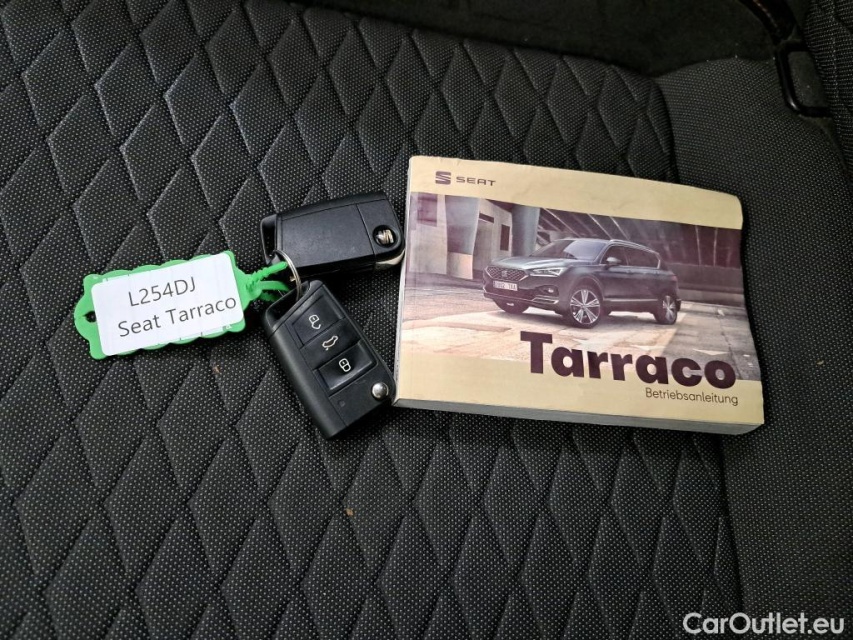 L254DJ
Seat Tarraco
SEAT
Tarraco
Betriebsanleitung
CarOutlet.eu